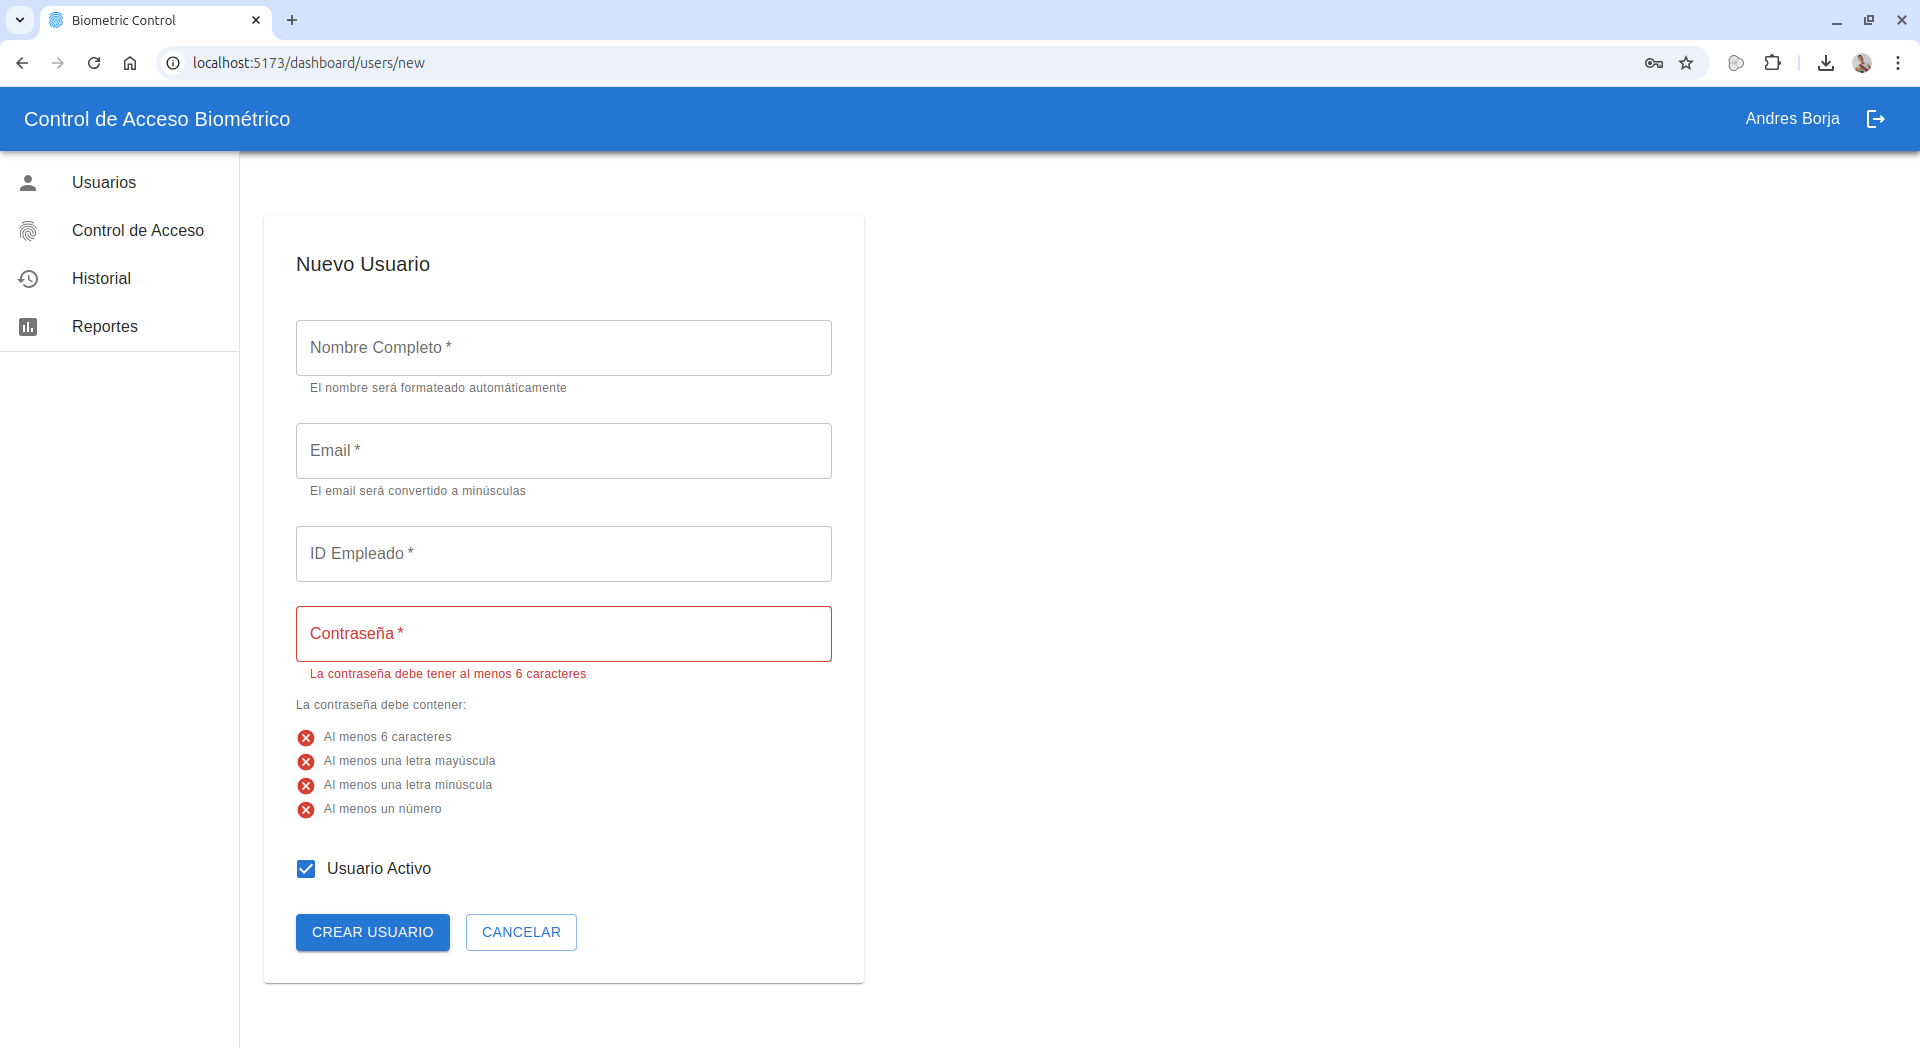 Biometric Control
localhost:5173/dashboard/users/new
Control de Acceso Biométrico
Andres Borja
Usuarios
Control de Acceso
Historial
Reportes
Nuevo Usuario
Nombre Completo *
El nombre será formateado automáticamente
Email *
El email será convertido a minúsculas
ID Empleado *
Contraseña *
La contraseña debe tener al menos 6 caracteres
La contraseña debe contener:
Al menos 6 caracteres
Al menos una letra mayúscula
Al menos una letra minúscula
Al menos un número
Usuario Activo
CREAR USUARIO
CANCELAR